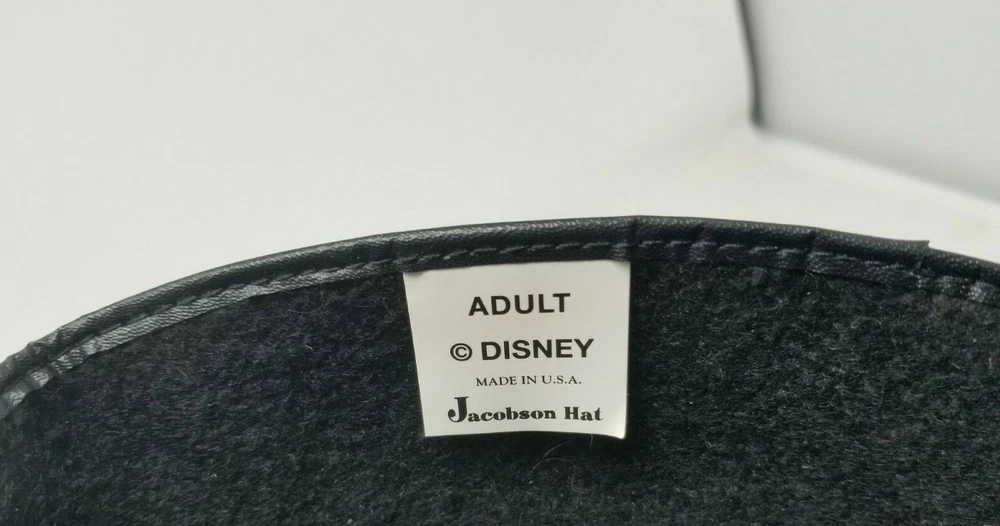 ADULT
© DISNEY
MADE IN U.S.A.
Jacobson Hat